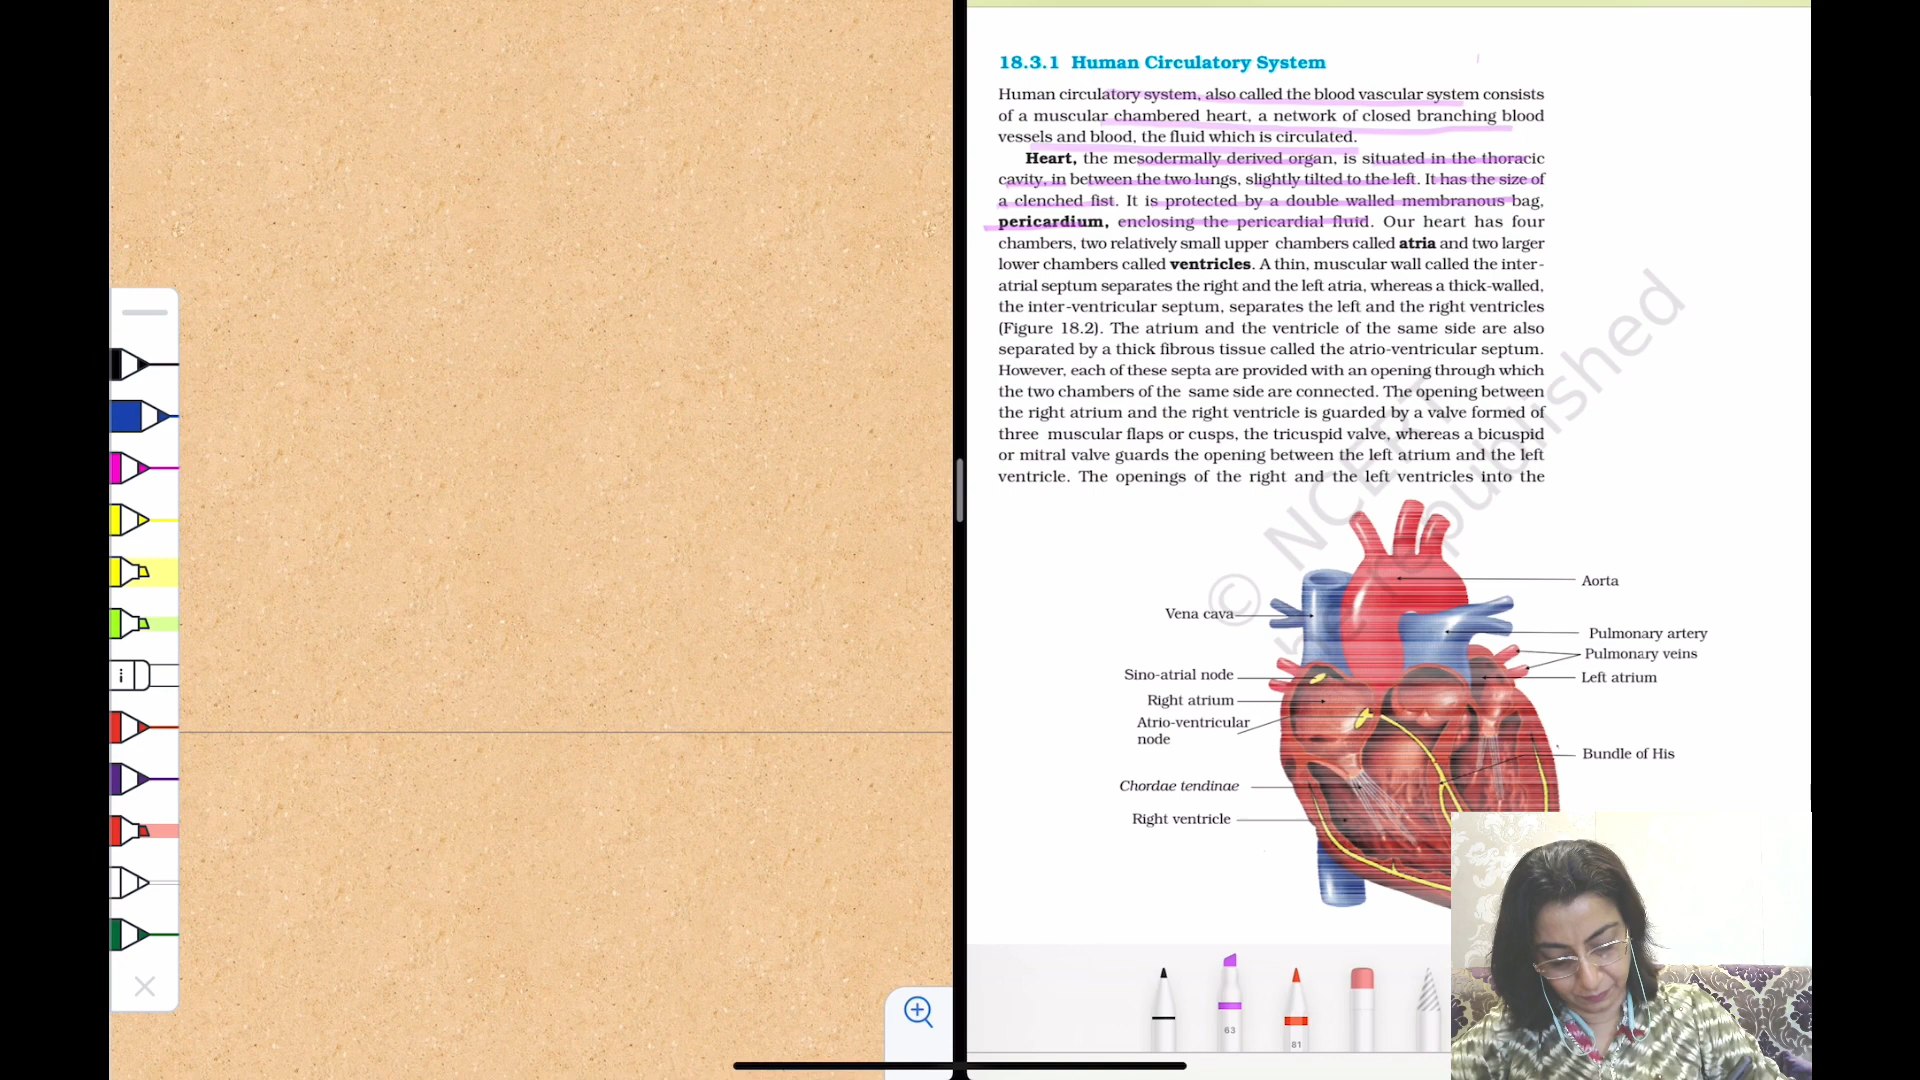 18.3.1 Human Circulatory System
Human circulatory system, also called the blood vascular system consists
of a muscular chambered heart, a network of closed branching blood
vessels and blood, the fluid which is circulated.
Heart, the mesodermally derived organ, is situated in the thoracic
cavity, in between the two lungs, slightly tilted to the left. It has the size of
a clenched fist. It is protected by a double walled membranous bag,
pericardium, enclosing the pericardial fluid. Our heart has four
chambers, two relatively small upper chambers called atria and two larger
lower chambers called ventricles. A thin, muscular wall called the inter-
atrial septum separates the right and the left atria, whereas a thick-walled,
the inter-ventricular septum, separates the left and the right ventricles
(Figure 18.2). The atrium and the ventricle of the same side are also
separated by a thick fibrous tissue called the atrio-ventricular septum.
However, each of these septa are provided with an opening through which
the two chambers of the same side are connected. The opening between
the right atrium and the right ventricle is guarded by a valve formed of
three muscular flaps or cusps, the tricuspid valve, whereas a bicuspid
or mitral valve guards the opening between the left atrium and the left
ventricle. The openings of the right and the left ventricles into the
© NCERT
be republished
Aorta
Vena cava
Pulmonary artery
Pulmonary veins
Sino-atrial node
Left atrium
Right atrium
Atrio-ventricular
node
Bundle of His
Chordae tendinae
Right ventricle
i
63
81